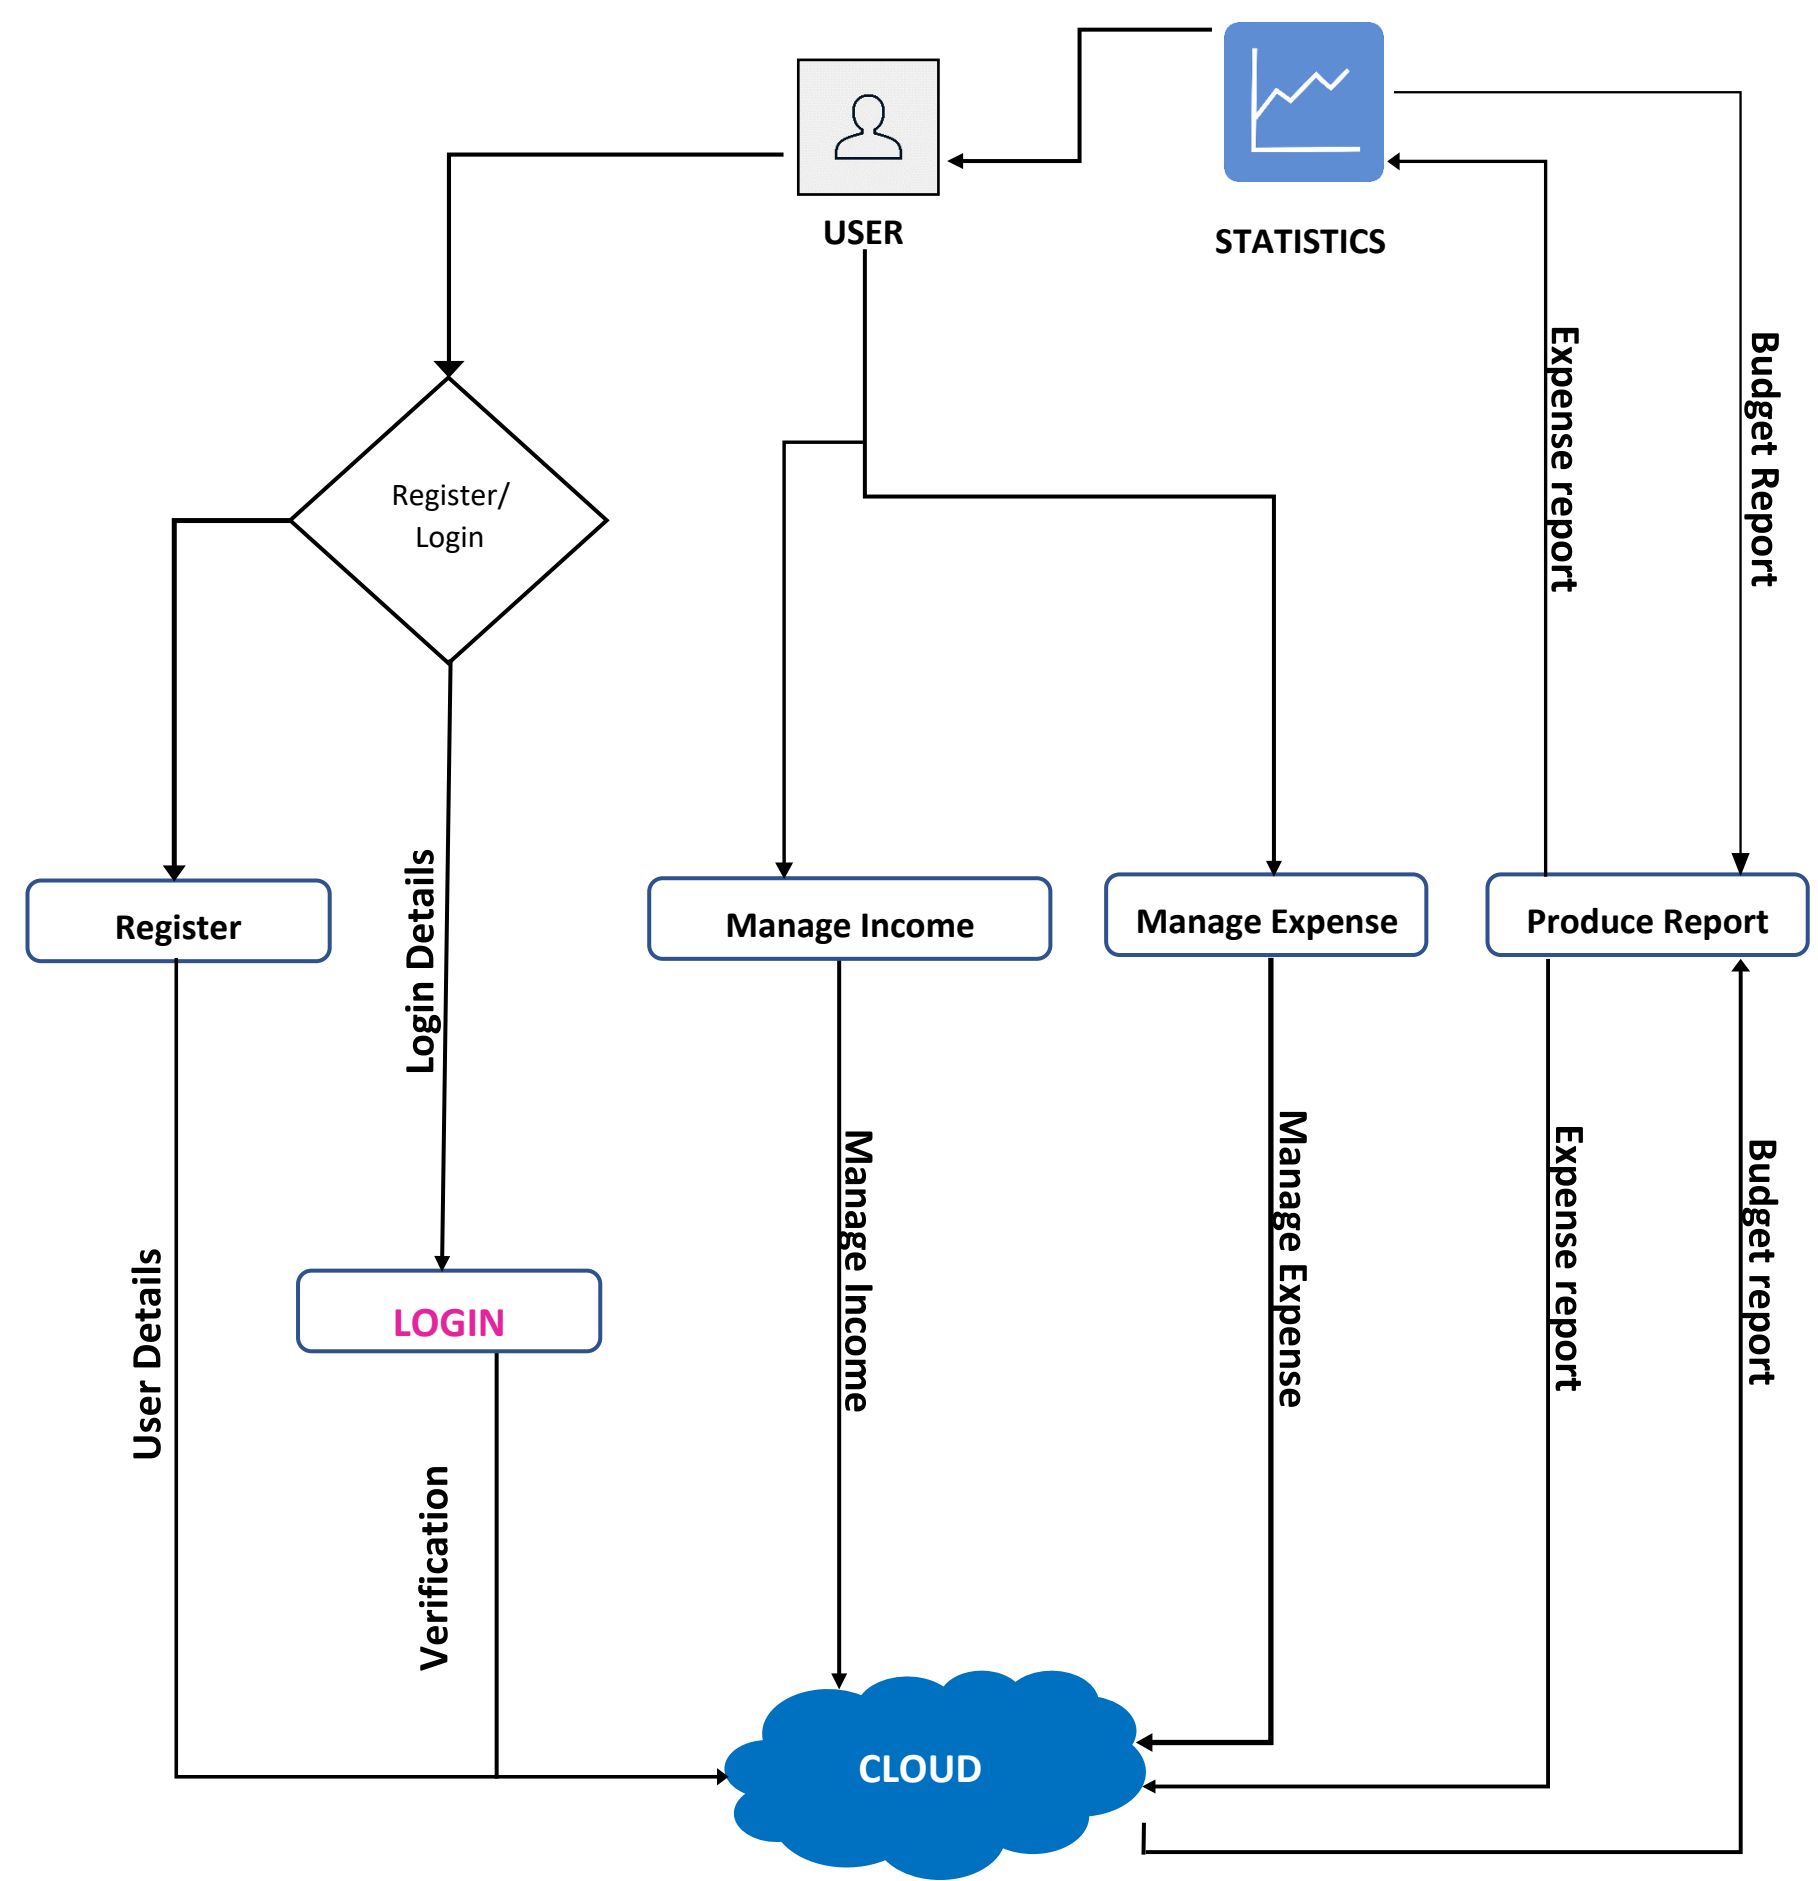 USER
STATISTICS
Register/
Login
Expense report
Budget Report
Register
Login Details
Manage Income
Manage Expense
Produce Report
User Details
LOGIN
Verification
Manage Income
Manage Expense
Expense report
Budget report
CLOUD